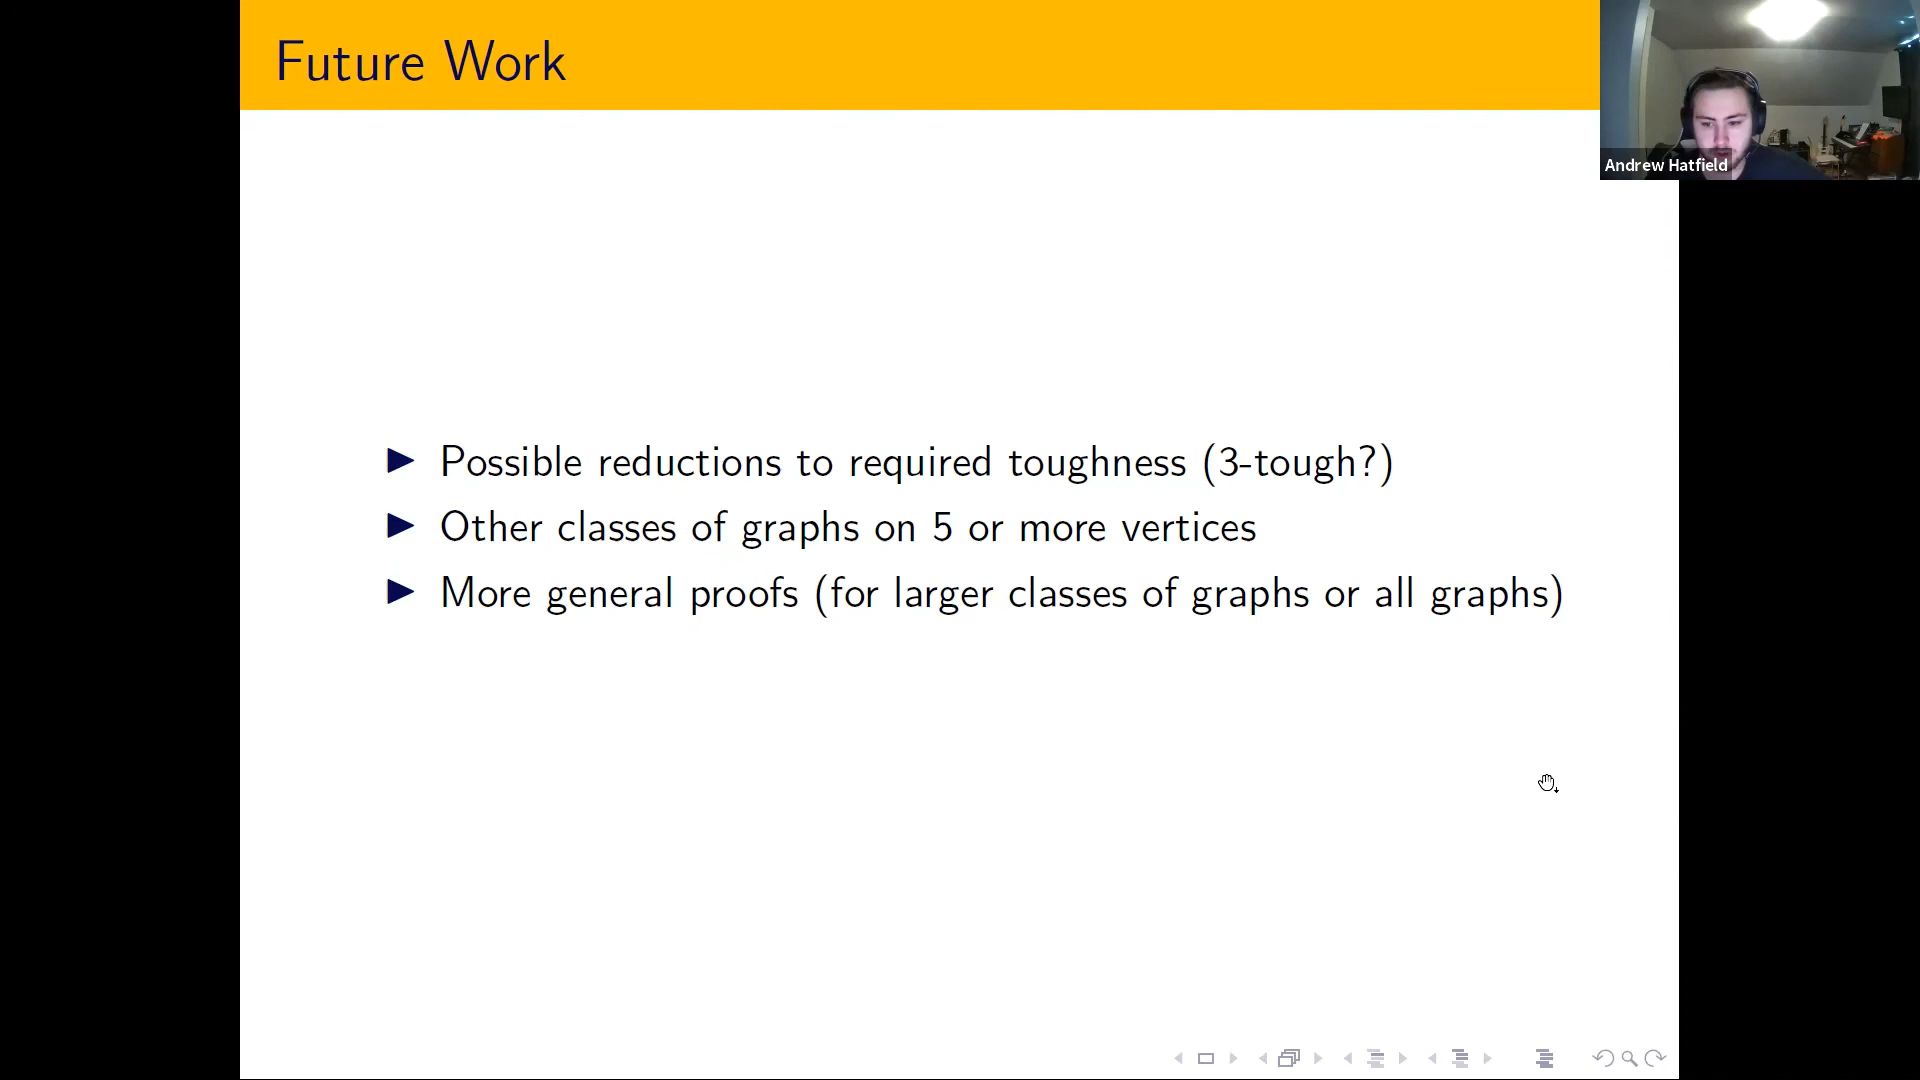 Future Work
Andrew Hatfield
Possible reductions to required toughness (3-tough?)
Other classes of graphs on 5 or more vertices
More general proofs (for larger classes of graphs or all graphs)